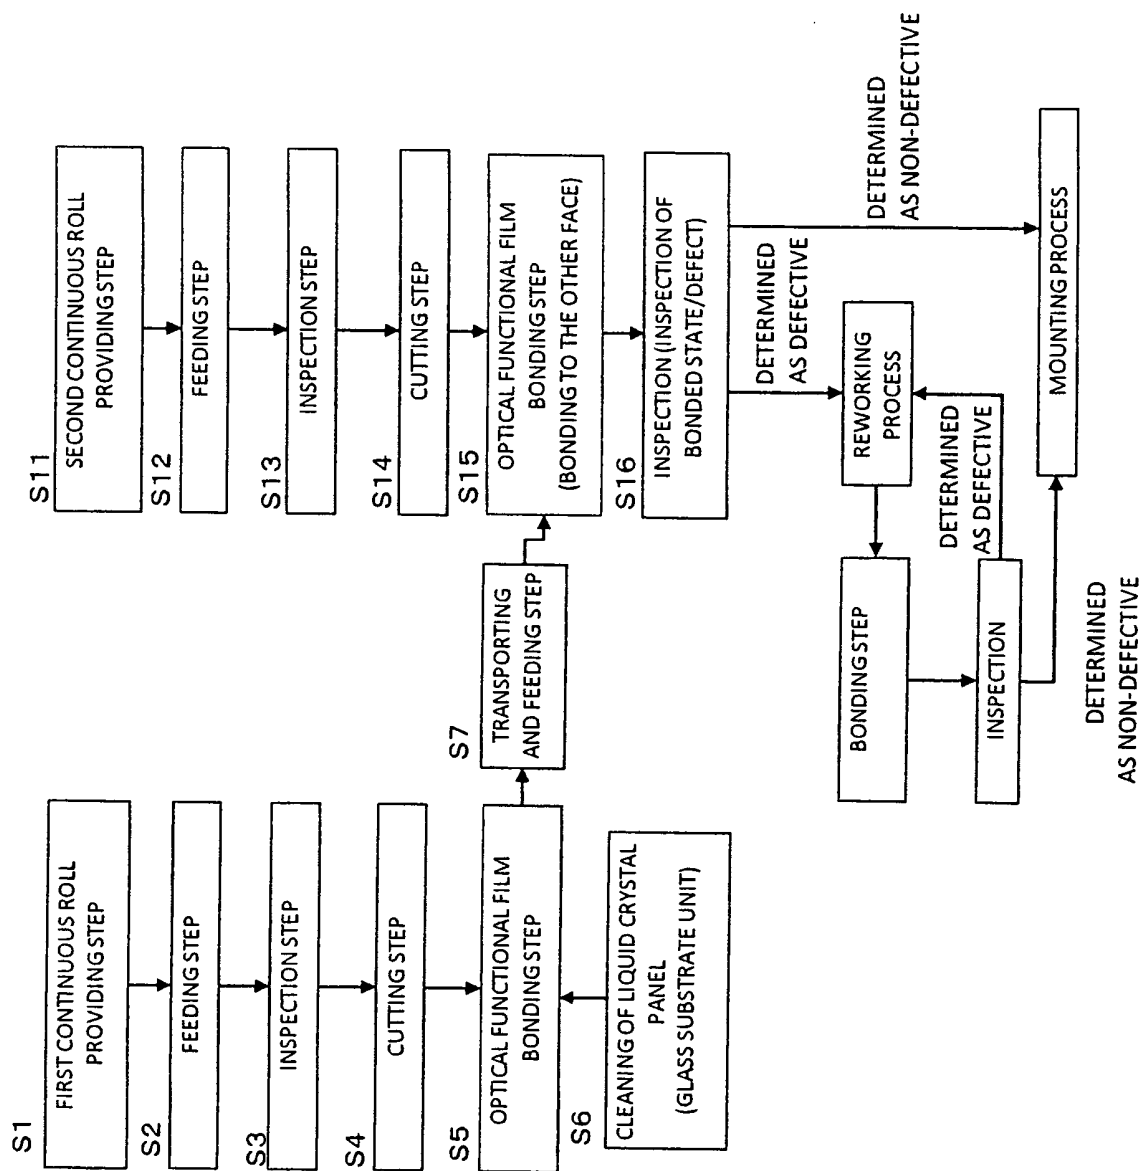 S1
FIRST CONTINUOUS ROLL
PROVIDING STEP
S2
FEEDING STEP
S3
INSPECTION STEP
S4
CUTTING STEP
S5
OPTICAL FUNCTIONAL FILM
BONDING STEP
S6
CLEANING OF LIQUID CRYSTAL
PANEL
(GLASS SUBSTRATE UNIT)
S7
TRANSPORTING
AND FEEDING STEP
S11
SECOND CONTINUOUS ROLL
PROVIDING STEP
S12
FEEDING STEP
S13
INSPECTION STEP
S14
CUTTING STEP
S15
OPTICAL FUNCTIONAL FILM
BONDING STEP
(BONDING TO THE OTHER FACE)
S16
INSPECTION (INSPECTION OF
BONDED STATE/DEFECT)
DETERMINED
AS DEFECTIVE
DETERMINED
AS NON-DEFECTIVE
REWORKING
PROCESS
BONDING STEP
DETERMINED
AS DEFECTIVE
INSPECTION
MOUNTING PROCESS
DETERMINED
AS NON-DEFECTIVE